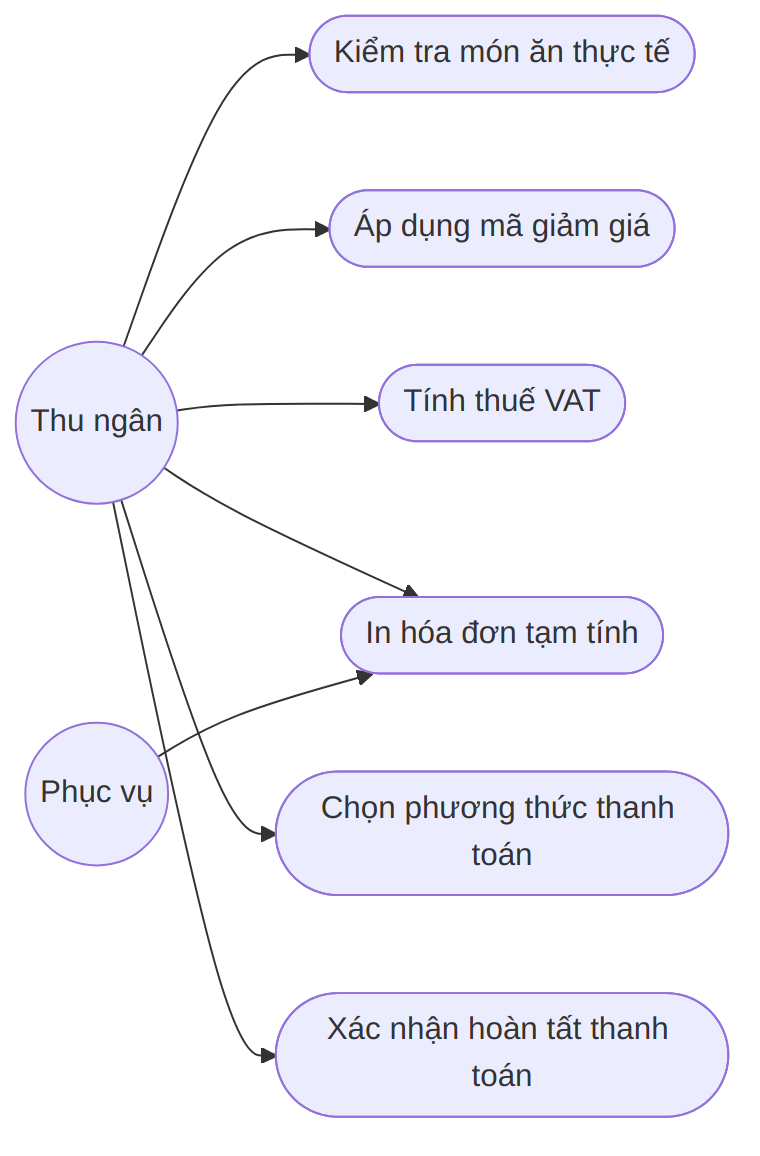 Kiểm tra món ăn thực tế
Áp dụng mã giảm giá
Tính thuế VAT
Thu ngân
In hóa đơn tạm tính
Phục vụ
Chọn phương thức thanh
toán
Xác nhận hoàn tất thanh
toán